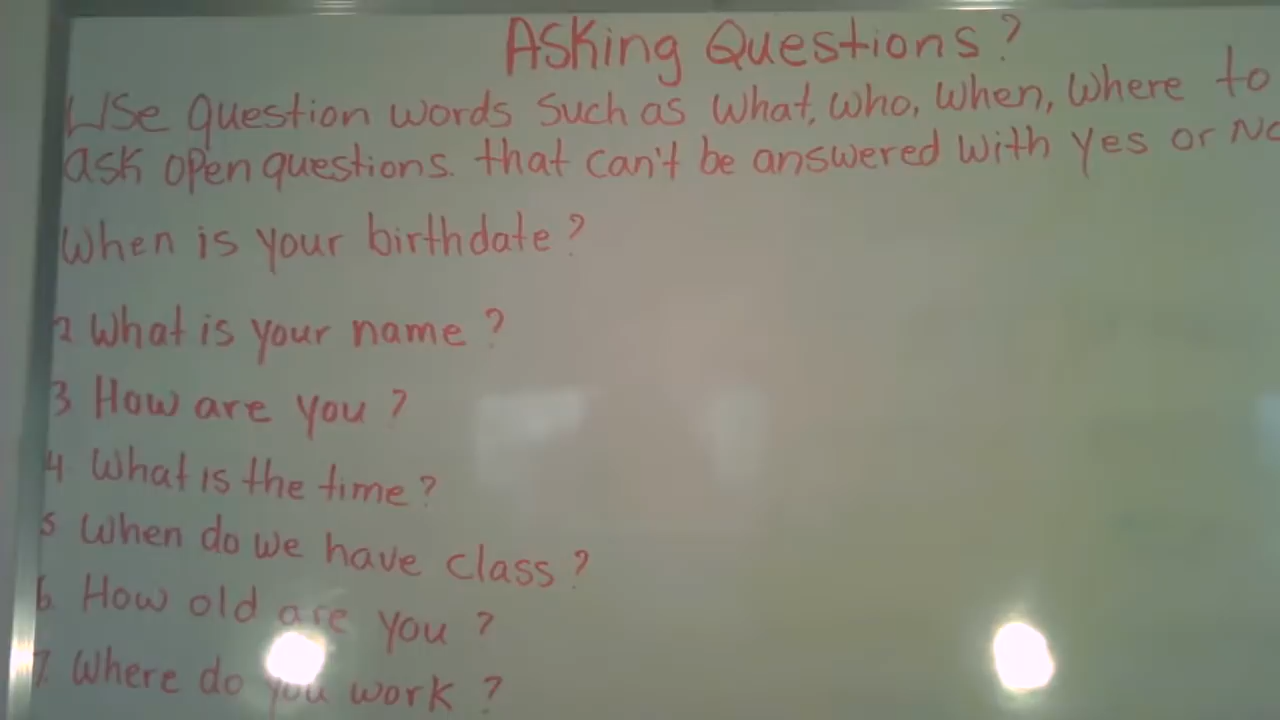 Asking Questions?
Use question words such as what, who, when, where to
ask open questions. that can't be answered with yes or No
When is your birthdate?
2 What is your name?
3 How are you?
4 What is the time?
5 When do we have class?
6. How old are you?
7. Where do you work?